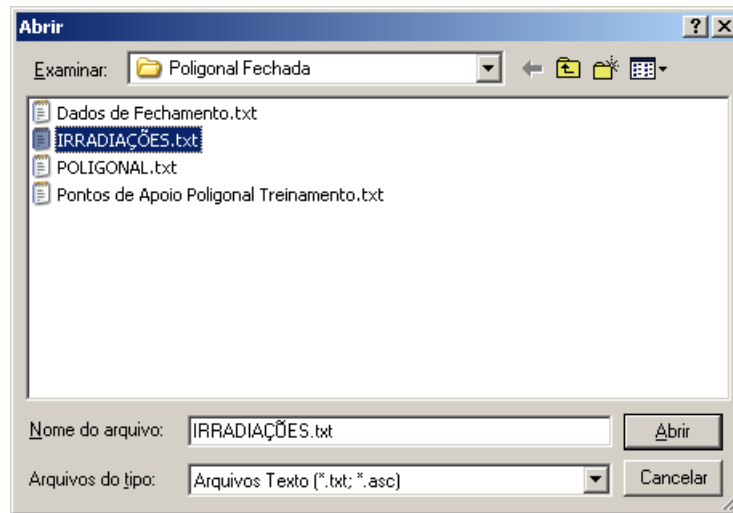 Abrir
Examinar: Poligonal Fechada
Dados de Fechamento.txt
IRRADIAÇÕES.txt
POLIGONAL.txt
Pontos de Apoio Poligonal Treinamento.txt
Nome do arquivo: IRRADIAÇÕES.txt Abrir
Arquivos do tipo: Arquivos Texto (*.txt; *.asc) Cancelar